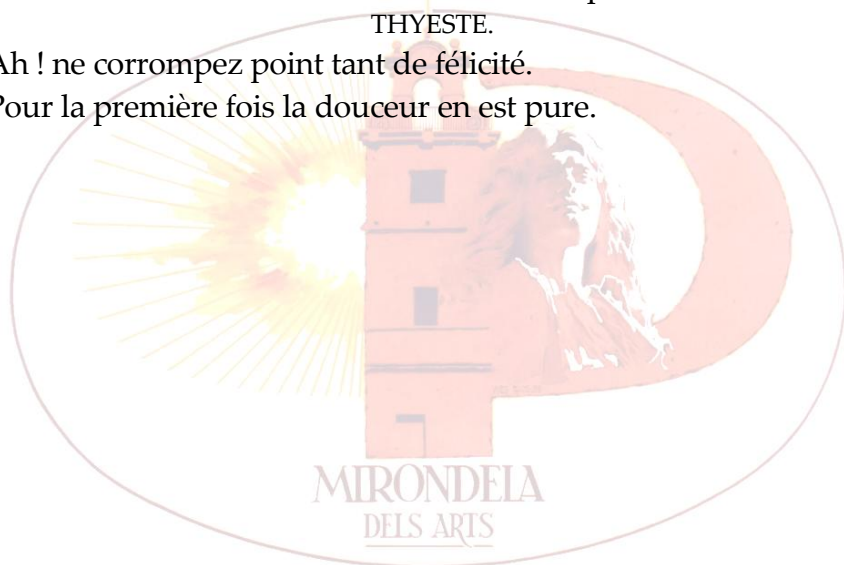 THYESTE.
Ah ! ne corrompez point tant de félicité.
Pour la première fois la douceur en est pure.
MIRONDELA
DELS ARTS